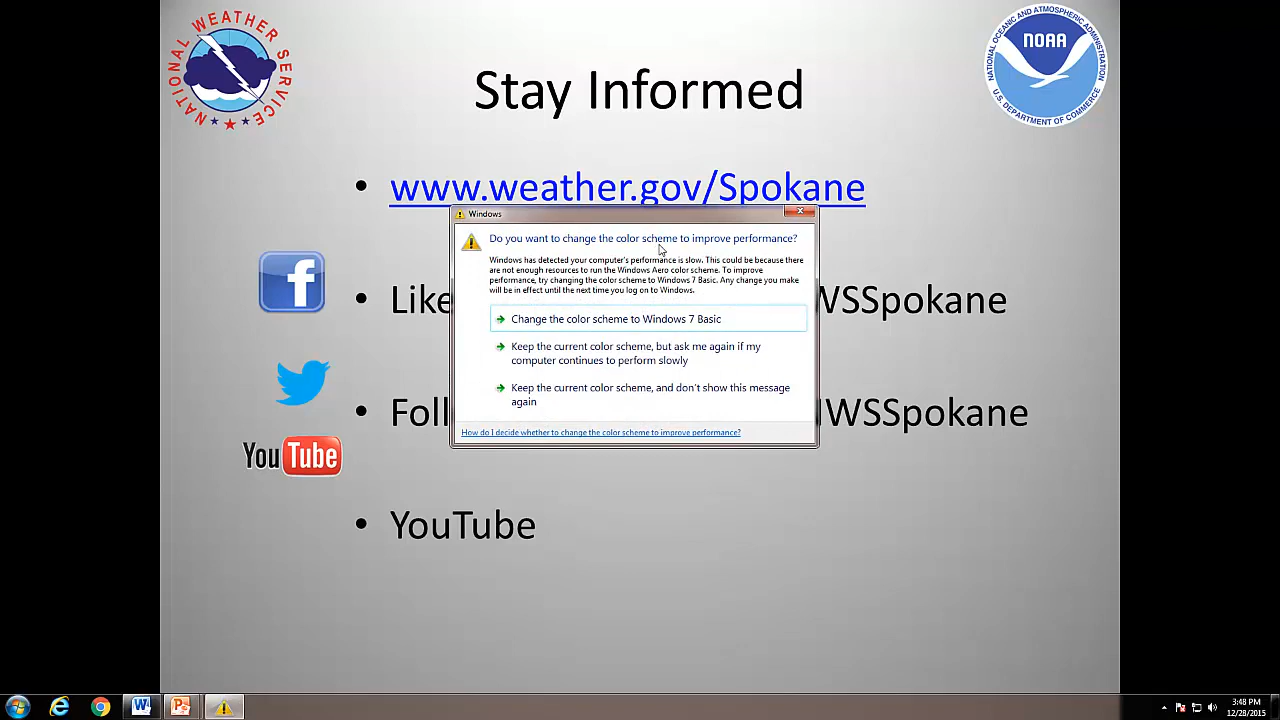 NATIONAL WEATHER SERVICE
NATIONAL OCEANIC AND ATMOSPHERIC ADMINISTRATION
NOAA
U.S. DEPARTMENT OF COMMERCE
Stay Informed
• www.weather.gov/Spokane
Windows
Do you want to change the color scheme to improve performance?
Windows has detected your computer's performance is slow. This could be because there
are not enough resources to run the Windows Aero color scheme. To improve
performance, try changing the color scheme to Windows 7 Basic. Any change you make
will be in effect until the next time you log on to Windows.
Change the color scheme to Windows 7 Basic
Keep the current color scheme, but ask me again if my
computer continues to perform slowly
Keep the current color scheme, and don't show this message
again
How do I decide whether to change the color scheme to improve performance?
f
• Like WSSpokane
• Foll WSSpokane
YouTube
• YouTube
3:48 PM
12/28/2015